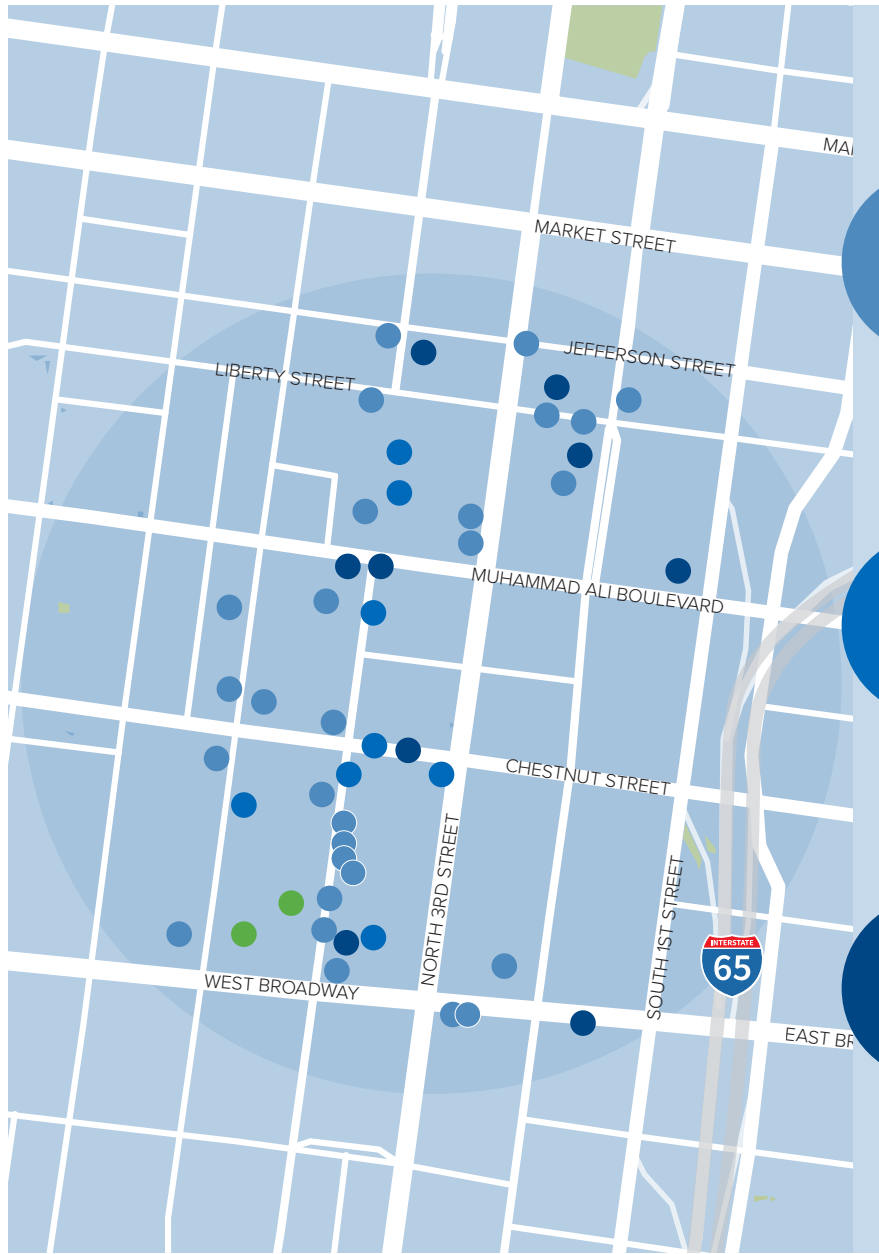 MARKET STREET
JEFFERSON STREET
LIBERTY STREET
MUHAMMAD ALI BOULEVARD
CHESTNUT STREET
NORTH 3RD STREET
SOUTH 1ST STREET
INTERSTATE
65
WEST BROADWAY
EAST